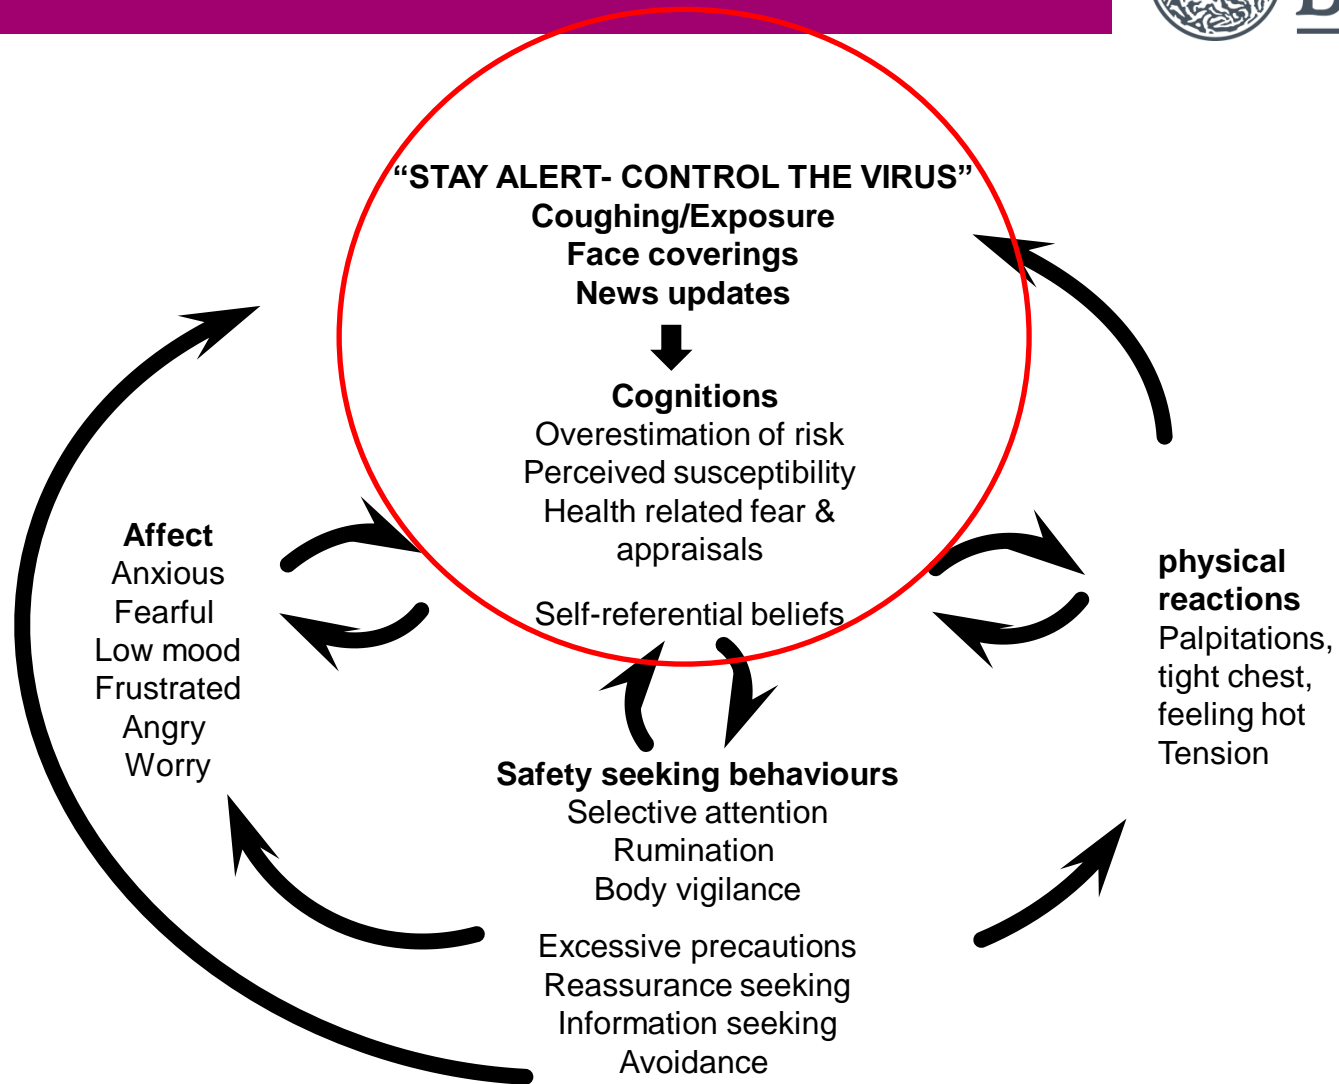 “STAY ALERT- CONTROL THE VIRUS”
Coughing/Exposure
Face coverings
News updates
Cognitions
Overestimation of risk
Perceived susceptibility
Health related fear &
appraisals
Self-referential beliefs
Affect
Anxious
Fearful
Low mood
Frustrated
Angry
Worry
physical
reactions
Palpitations,
tight chest,
feeling hot
Tension
Safety seeking behaviours
Selective attention
Rumination
Body vigilance
Excessive precautions
Reassurance seeking
Information seeking
Avoidance